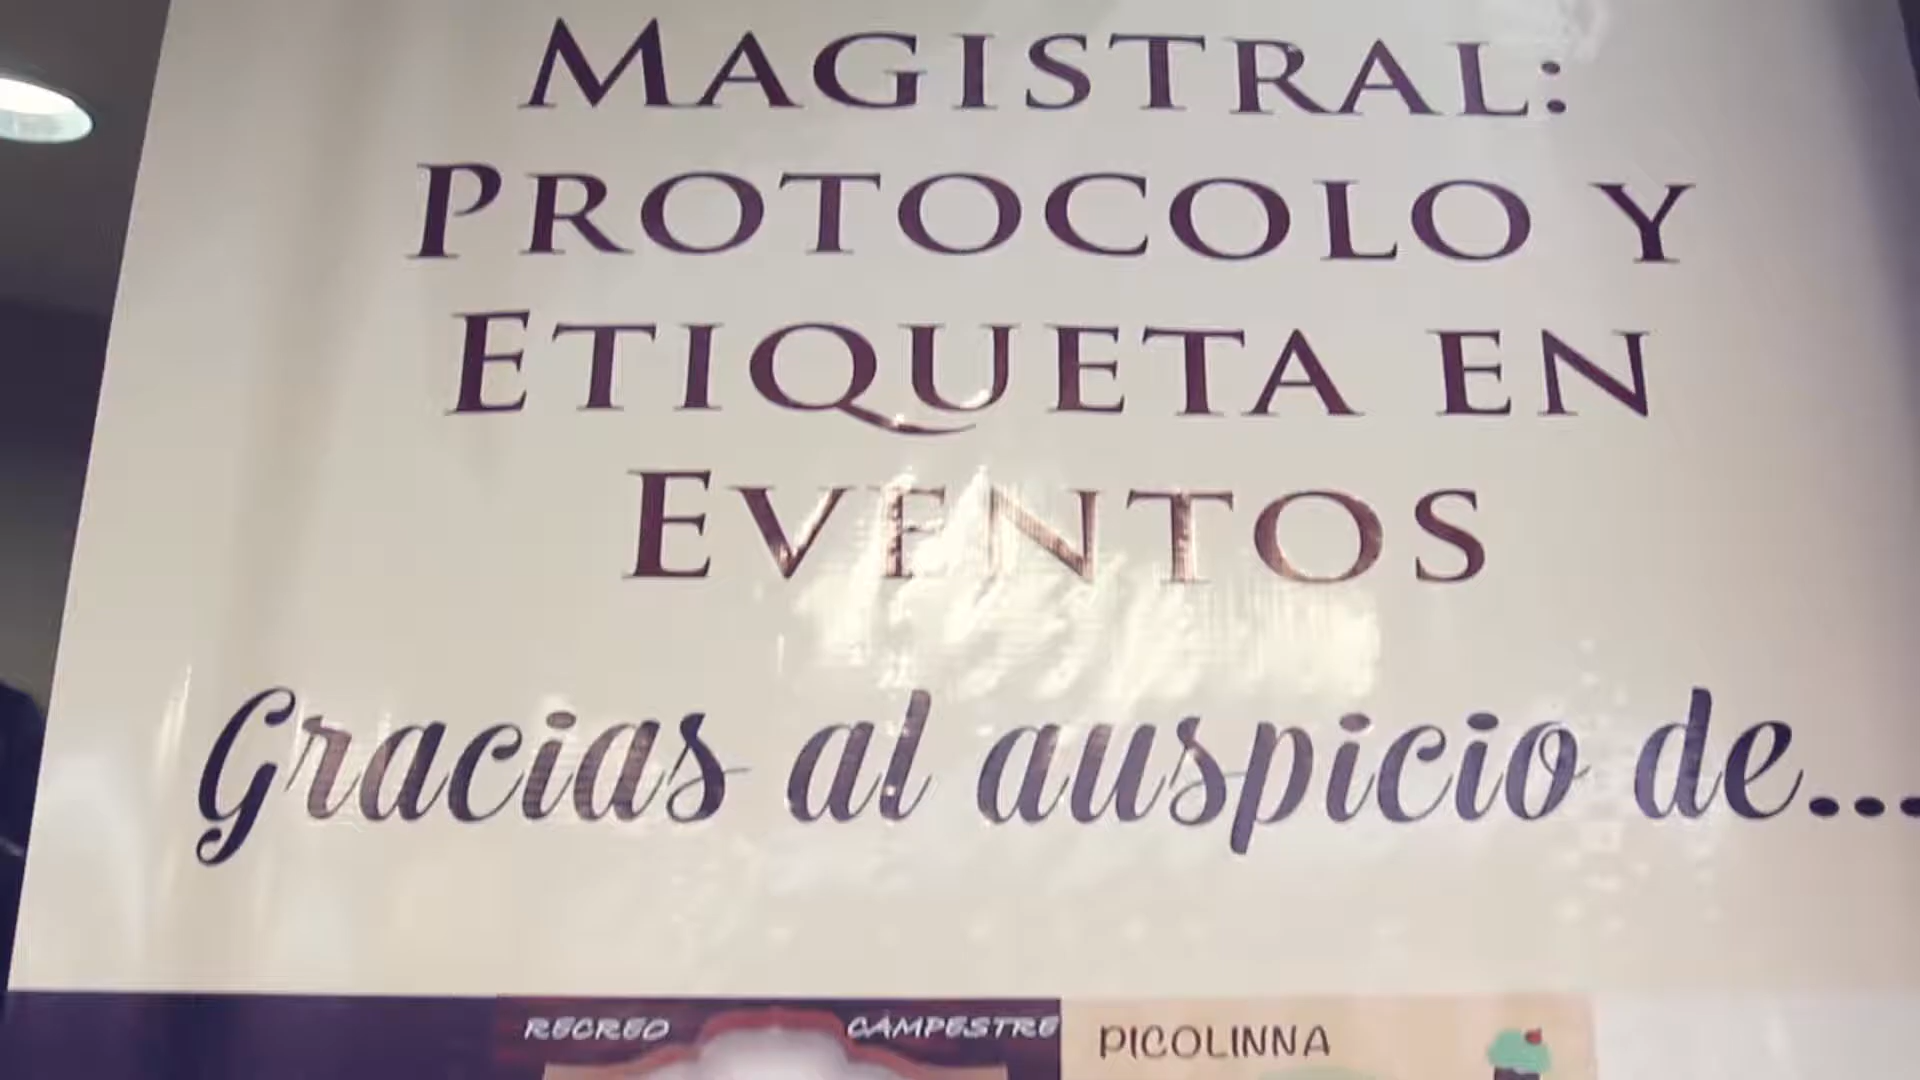 MAGISTRAL:
PROTOCOLO Y
ETIQUETA EN
EVENTOS
Gracias al auspicio de...
RECREO CAMPESTRE
PICOLINNA